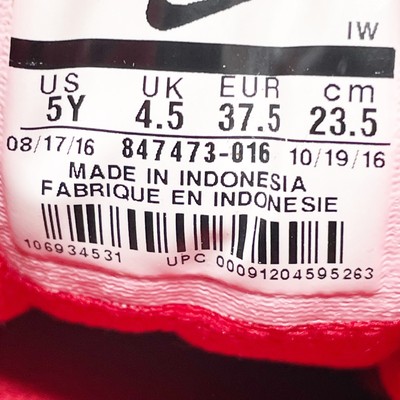 IW
US UK EUR cm
5Y 4.5 37.5 23.5
08/17/16 847473-016 10/19/16
MADE IN INDONESIA
FABRIQUE EN INDONESIE
106934531 UPC 00091204595263